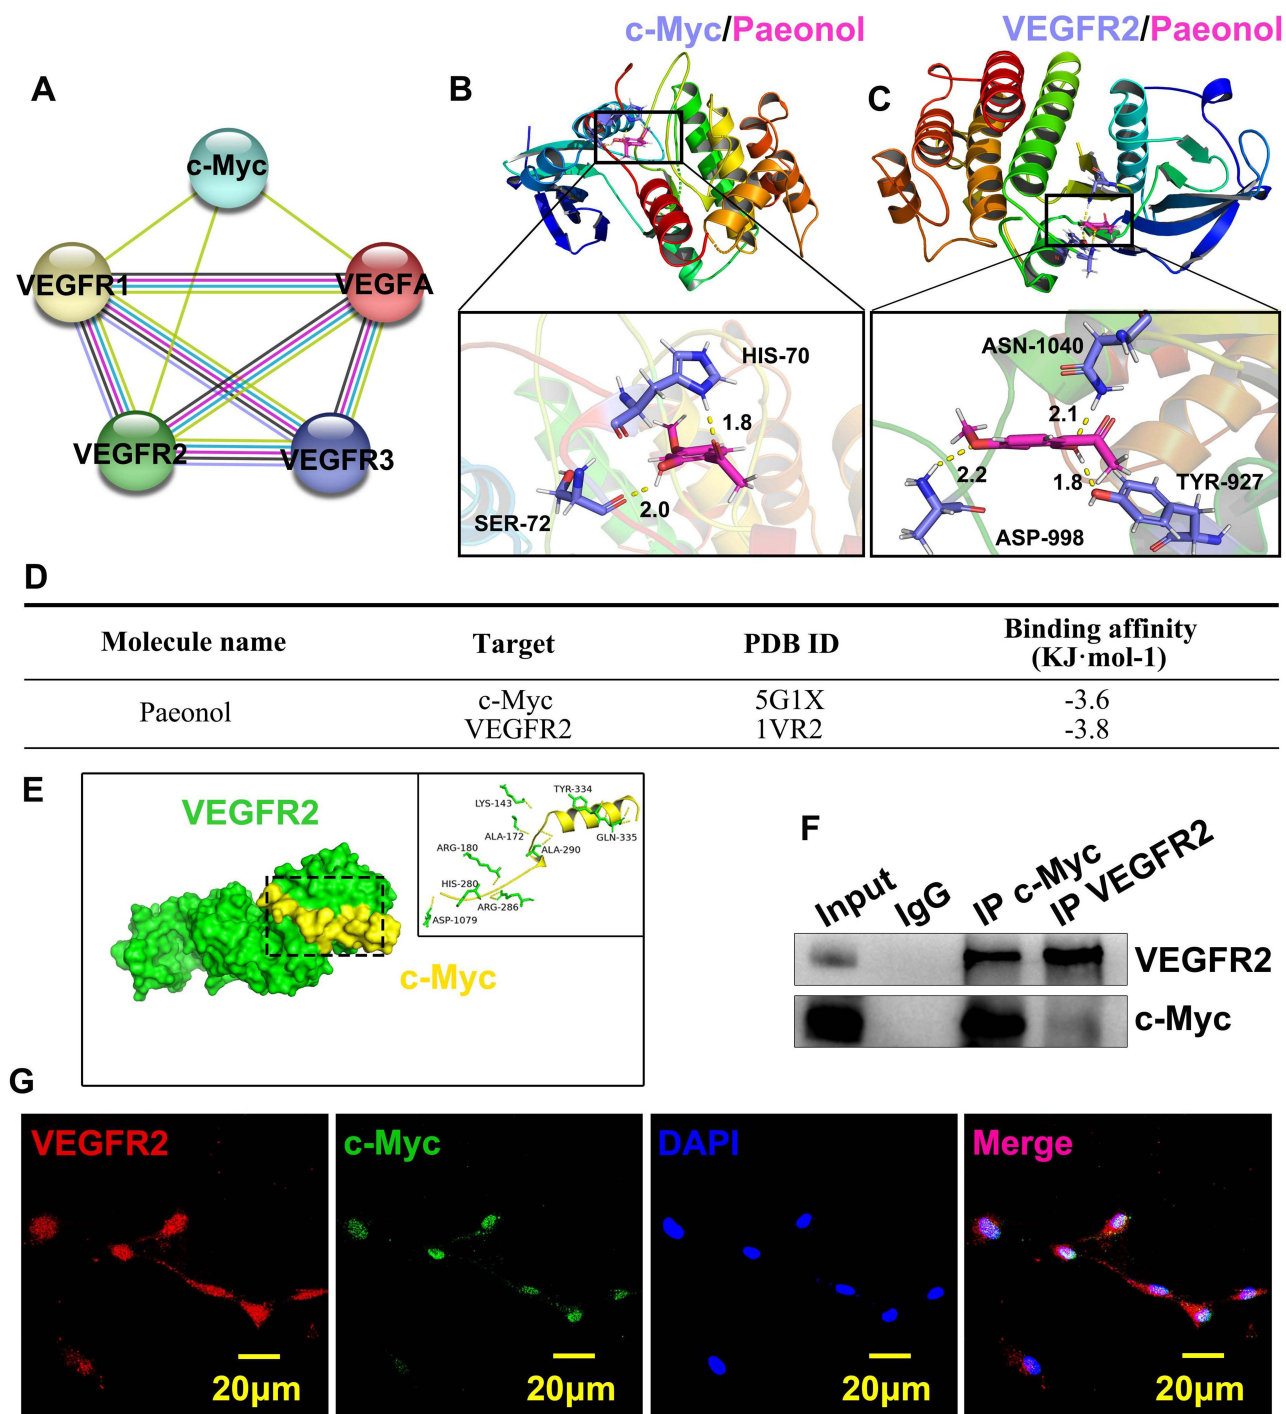 c-Myc/Paeonol
VEGFR2/Paeonol
A
c-Myc
VEGFR1
VEGFA
VEGFR2
VEGFR3
B
HIS-70
1.8
SER-72
2.0
C
ASN-1040
2.1
2.2
1.8
TYR-927
ASP-998
D
Molecule name Target PDB ID Binding affinity
(KJ·mol-1)
Paeonol
c-Myc 5G1X -3.6
VEGFR2 1VR2 -3.8
E
VEGFR2
c-Myc
LYS-143
TYR-334
ALA-172
GLN-335
ARG-180
ALA-290
HIS-280
ARG-286
ASP-1079
F
Input IgG IP c-Myc IP VEGFR2
VEGFR2
c-Myc
G
VEGFR2 c-Myc DAPI Merge
20μm 20μm 20μm 20μm